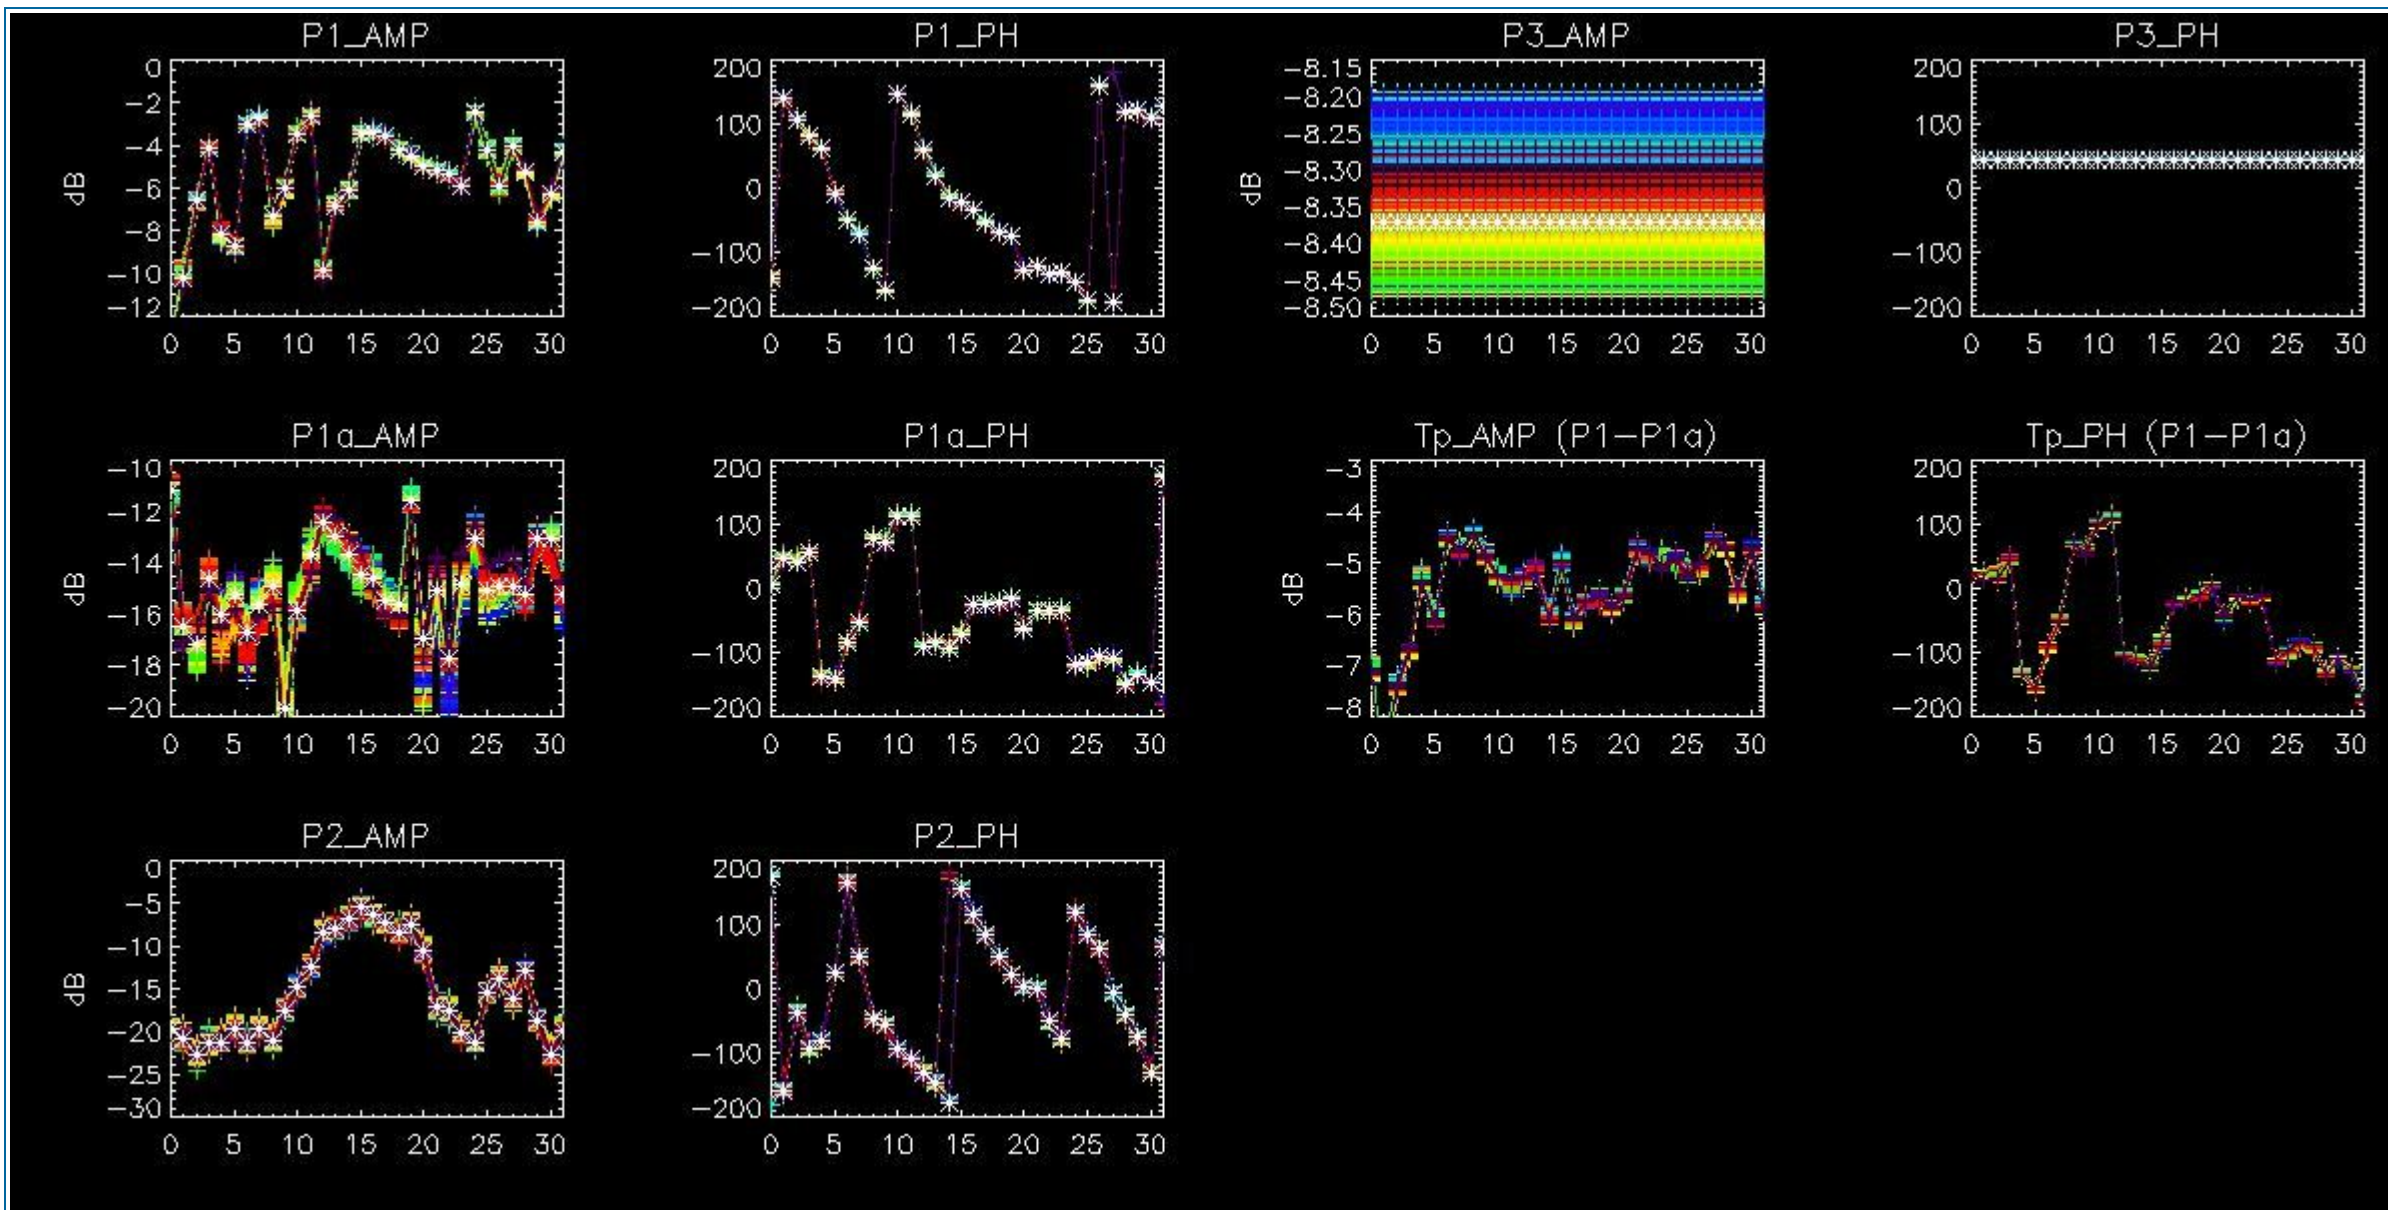 P1_AMP
0
−2
−4
−6
−8
−10
−12
dB
0 5 10 15 20 25 30
P1_PH
200
100
0
−100
−200
0 5 10 15 20 25 30
P3_AMP
−8.15
−8.20
−8.25
−8.30
−8.35
−8.40
−8.45
−8.50
dB
0 5 10 15 20 25 30
P3_PH
200
100
0
−100
−200
0 5 10 15 20 25 30
P1a_AMP
−10
−12
−14
−16
−18
−20
dB
0 5 10 15 20 25 30
P1a_PH
200
100
0
−100
−200
0 5 10 15 20 25 30
Tp_AMP (P1−P1a)
−3
−4
−5
−6
−7
−8
dB
0 5 10 15 20 25 30
Tp_PH (P1−P1a)
200
100
0
−100
−200
0 5 10 15 20 25 30
P2_AMP
0
−5
−10
−15
−20
−25
−30
dB
0 5 10 15 20 25 30
P2_PH
200
100
0
−100
−200
0 5 10 15 20 25 30